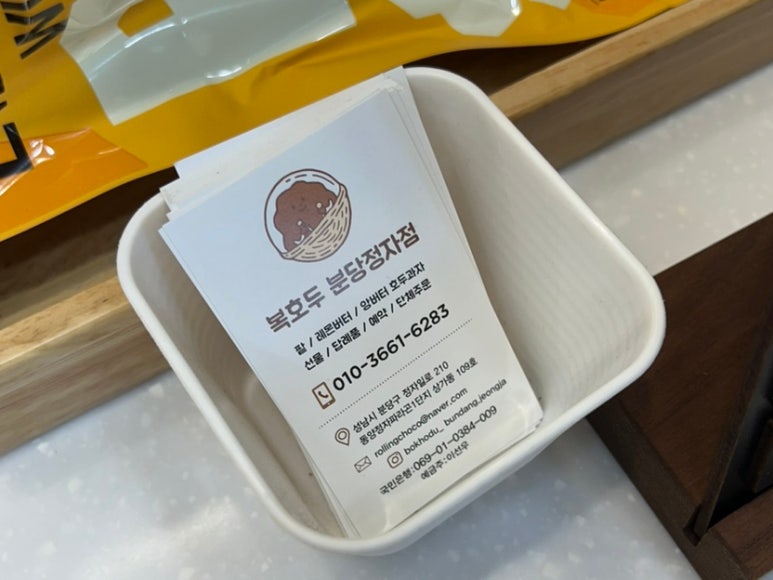 복호두 분당정자점
팥 / 레몬버터 / 앙버터 호두과자
선물 / 답례품 / 예약 / 단체주문
010-3661-6283
성남시 분당구 정자일로 210
동양정자파라곤1단지 상가동 109호
rollingchoco@naver.com
bokhodu_ bundang.jeongja
국민은행:069-01-0384-009
예금주:이선우